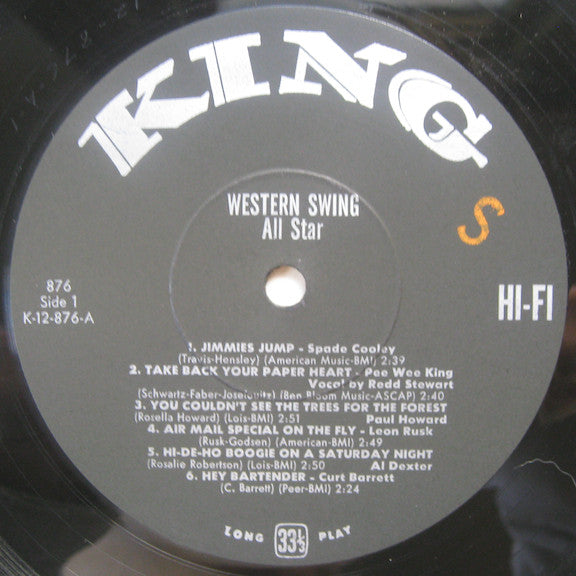 KING
WESTERN SWING
All Star
S
876
Side 1
K-12-876-A
HI-FI
1. JIMMIES JUMP - Spade Cooley
(Travis-Hensley) (American Music-BMI) 2:39
2. TAKE BACK YOUR PAPER HEART - Pee Wee King
Vocal by Redd Stewart
(Schwartz-Faber-Josefowitz) (Ben Bloom Music-ASCAP) 2:40
3. YOU COULDN'T SEE THE TREES FOR THE FOREST
(Rosella Howard) (Lois-BMI) 2:51 Paul Howard
4. AIR MAIL SPECIAL ON THE FLY - Leon Rusk
(Rusk-Godsen) (American-BMI) 2:49
5. HI-DE-HO BOOGIE ON A SATURDAY NIGHT
(Rosalie Robertson) (Lois-BMI) 2:50 Al Dexter
6. HEY BARTENDER - Curt Barrett
(C. Barrett) (Peer-BMI) 2:24
LONG 33⅓ PLAY